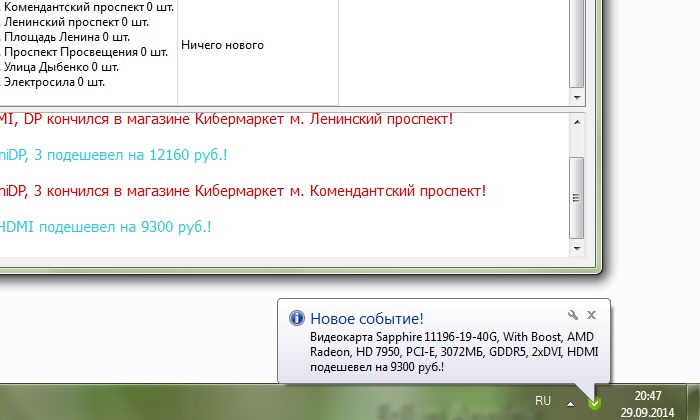 Комендантский проспект 0 шт.
Ленинский проспект 0 шт.
Площадь Ленина 0 шт.
Проспект Просвещения 0 шт.
Улица Дыбенко 0 шт.
Электросила 0 шт.
Ничего нового
MI, DP кончился в магазине Кибермаркет м. Ленинский проспект!
niDP, 3 подешевел на 12160 руб.!
niDP, 3 кончился в магазине Кибермаркет м. Комендантский проспект!
HDMI подешевел на 9300 руб.!
Новое событие!
Видеокарта Sapphire 11196-19-40G, With Boost, AMD
Radeon, HD 7950, PCI-E, 3072МБ, GDDR5, 2xDVI, HDMI
подешевел на 9300 руб.!
RU
20:47
29.09.2014